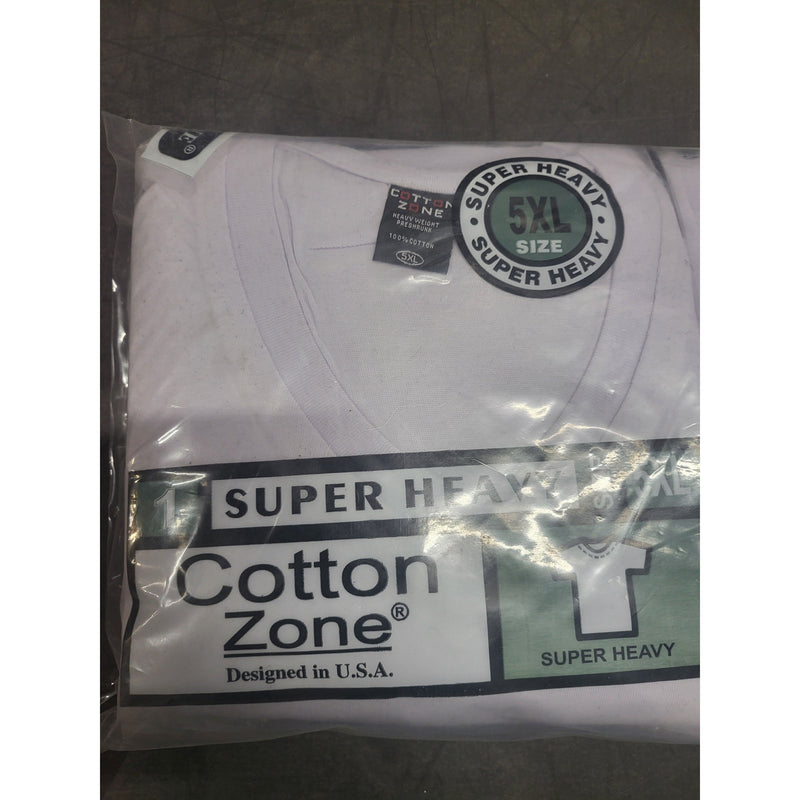 SUPER HEAVY
5XL
SIZE
SUPER HEAVY
COTTON
ZONE
HEAVY WEIGHT
PRESHRUNK
100% COTTON
5XL
1
SUPER HEAVY
Cotton
Zone®
Designed in U.S.A.
SUPER HEAVY